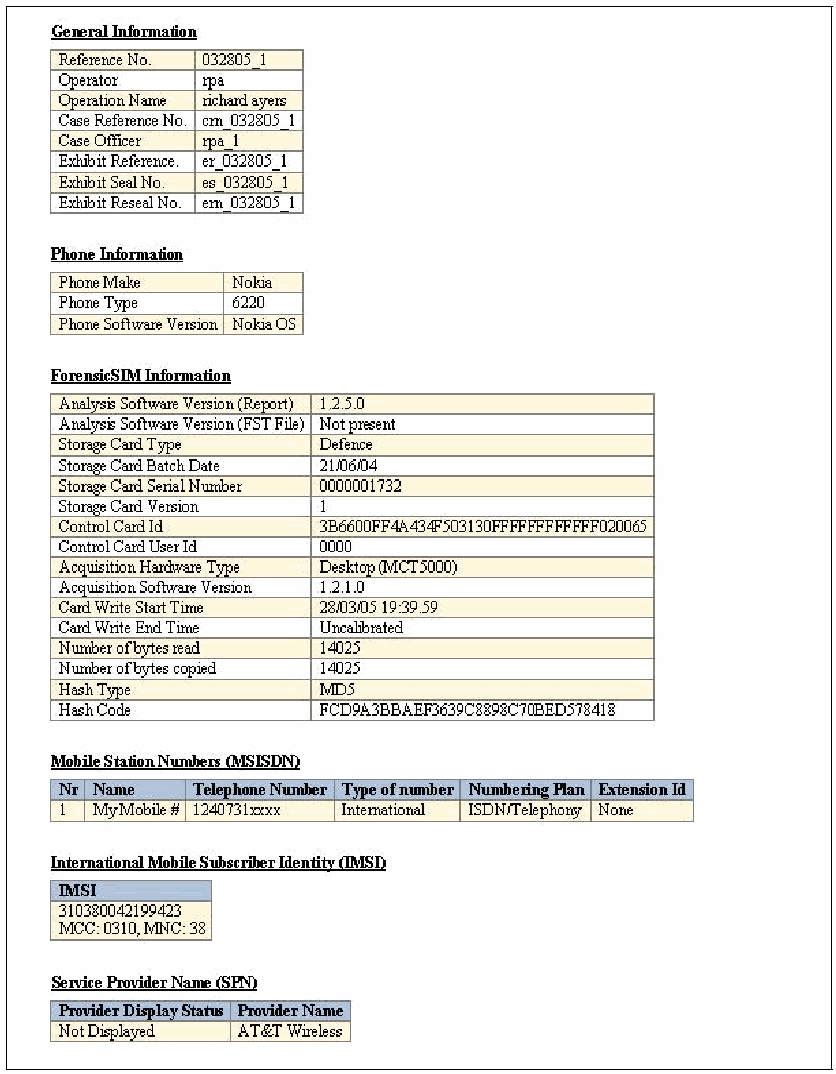 General Information
Reference No. 032805_1
Operator rpa
Operation Name richard ayers
Case Reference No. crn_032805_1
Case Officer rpa_1
Exhibit Reference. er_032805_1
Exhibit Seal No. es_032805_1
Exhibit Reseal No. ern_032805_1
Phone Information
Phone Make Nokia
Phone Type 6220
Phone Software Version Nokia OS
ForensicSIM Information
Analysis Software Version (Report) 1.2.5.0
Analysis Software Version (FST File) Not present
Storage Card Type Defence
Storage Card Batch Date 21/06/04
Storage Card Serial Number 0000001732
Storage Card Version 1
Control Card Id 3B6600FF4A434F503130FFFFFFFFFFFF020065
Control Card User Id 0000
Acquisition Hardware Type Desktop (MCT5000)
Acquisition Software Version 1.2.1.0
Card Write Start Time 28/03/05 19:39.59
Card Write End Time Uncalibrated
Number of bytes read 14025
Number of bytes copied 14025
Hash Type MD5
Hash Code FCD9A3BBAEF3639C8898C70BED578418
Mobile Station Numbers (MSISDN)
Nr Name Telephone Number Type of number Numbering Plan Extension Id
1 MyMobile # 1240731xxxx International ISDN/Telephony None
International Mobile Subscriber Identity (IMSI)
IMSI
310380042199423
MCC: 0310, MNC: 38
Service Provider Name (SPN)
Provider Display Status Provider Name
Not Displayed AT&T Wireless